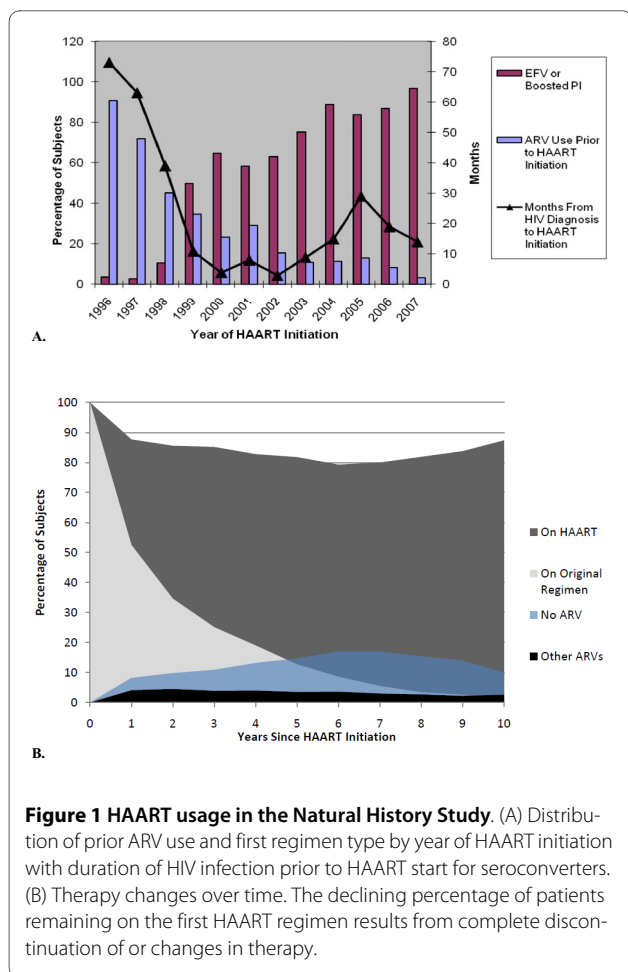 120
100
80
60
40
20
0
Percentage of Subjects
80
70
60
50
40
30
20
10
0
Months
1996
1997
1998
1999
2000
2001
2002
2003
2004
2005
2006
2007
Year of HAART Initiation
EFV or
Boosted PI
ARV Use Prior
to HAART
Initiation
Months From
HIV Diagnosis
to HAART
Initiation
A.
100
90
80
70
60
50
40
30
20
10
0
Percentage of Subjects
0 1 2 3 4 5 6 7 8 9 10
Years Since HAART Initiation
On HAART
On Original
Regimen
No ARV
Other ARVs
B.
Figure 1 HAART usage in the Natural History Study. (A) Distribu-
tion of prior ARV use and first regimen type by year of HAART initiation
with duration of HIV infection prior to HAART start for seroconverters.
(B) Therapy changes over time. The declining percentage of patients
remaining on the first HAART regimen results from complete discon-
tinuation of or changes in therapy.